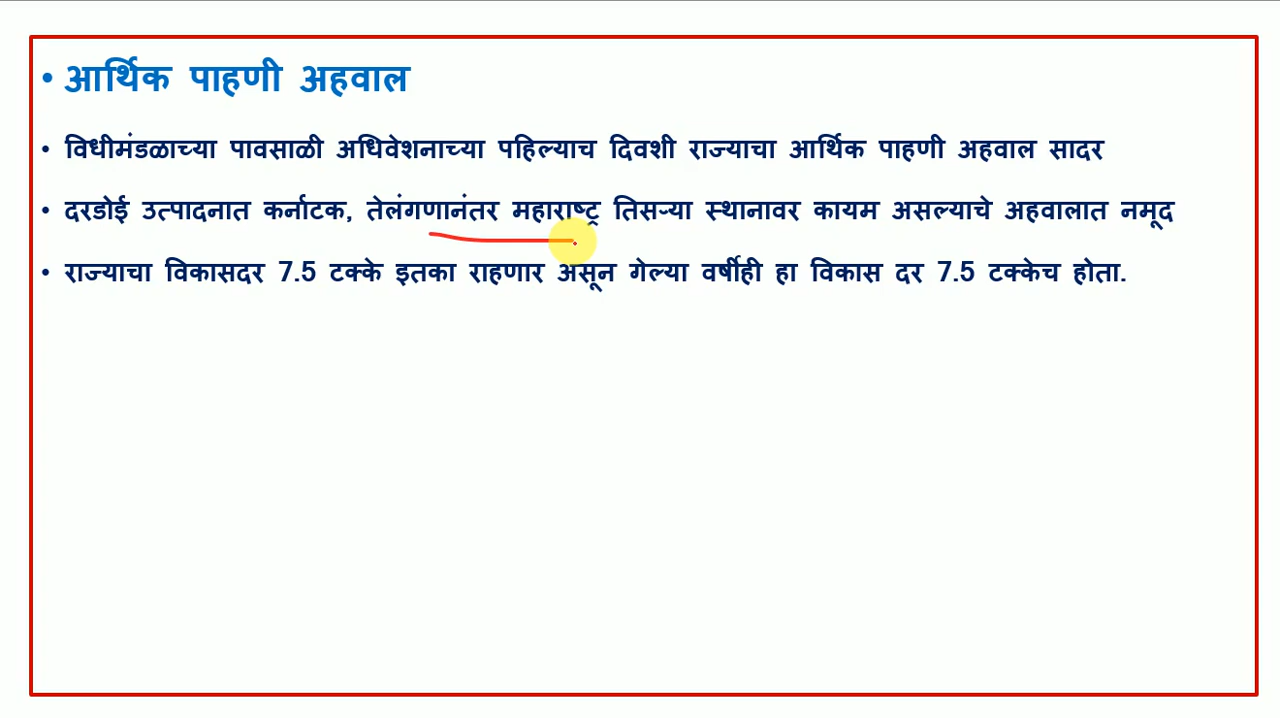 • आर्थिक पाहणी अहवाल
• विधीमंडळाच्या पावसाळी अधिवेशनाच्या पहिल्याच दिवशी राज्याचा आर्थिक पाहणी अहवाल सादर
• दरडोई उत्पादनात कर्नाटक, तेलंगणानंतर महाराष्ट्र तिसऱ्या स्थानावर कायम असल्याचे अहवालात नमूद
• राज्याचा विकासदर 7.5 टक्के इतका राहणार असून गेल्या वर्षीही हा विकास दर 7.5 टक्केच होता.